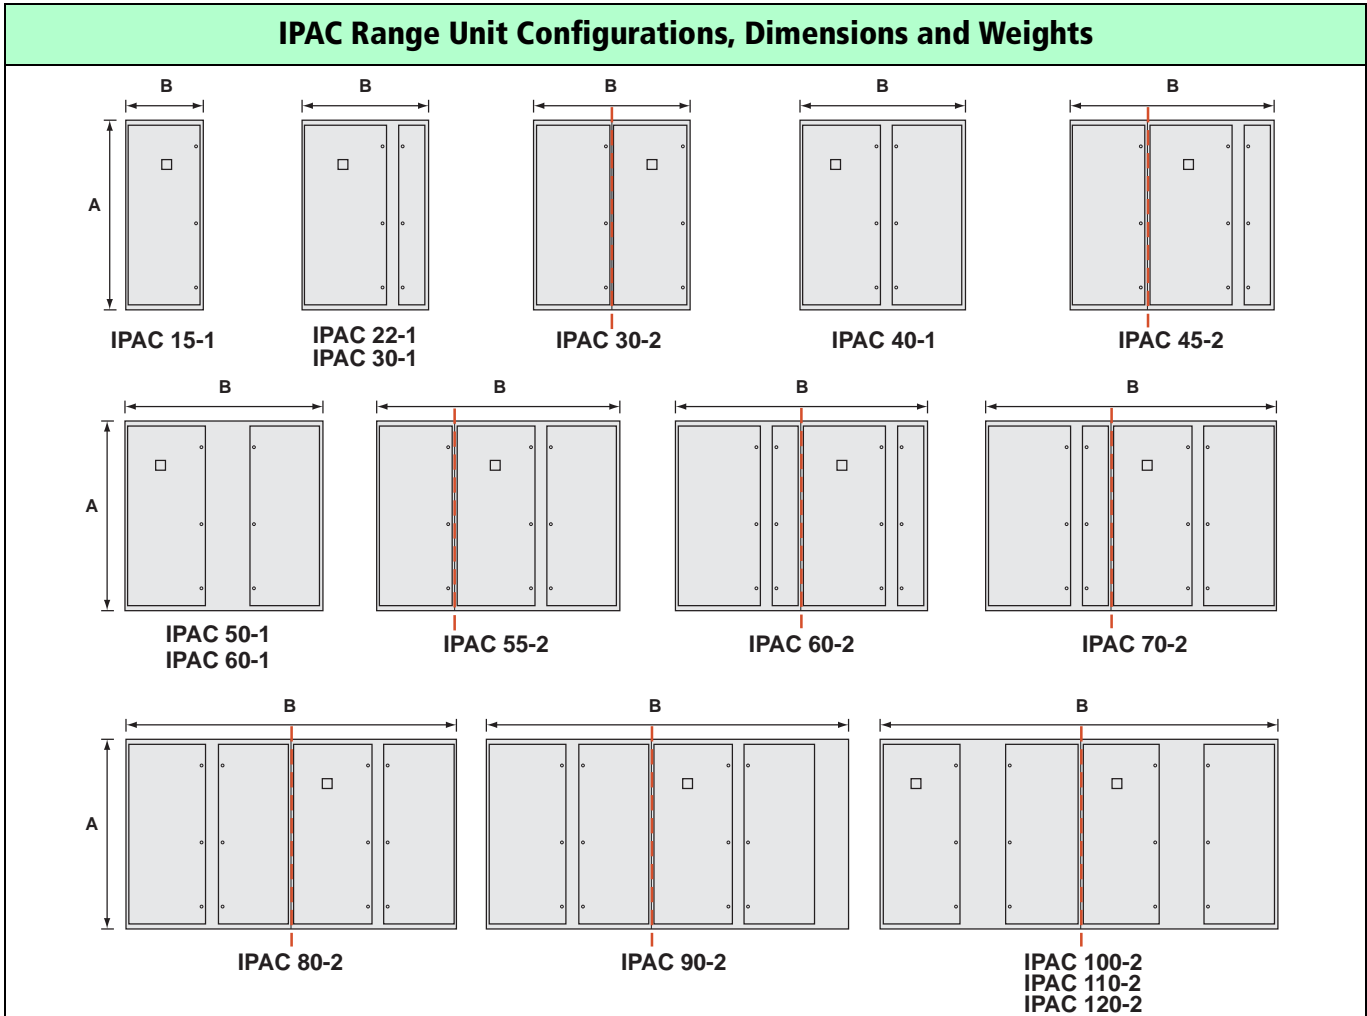 IPAC Range Unit Configurations, Dimensions and Weights
B
B
B
B
B
A
IPAC 15-1
IPAC 22-1
IPAC 30-1
IPAC 30-2
IPAC 40-1
IPAC 45-2
B
B
B
B
A
IPAC 50-1
IPAC 60-1
IPAC 55-2
IPAC 60-2
IPAC 70-2
B
B
B
A
IPAC 80-2
IPAC 90-2
IPAC 100-2
IPAC 110-2
IPAC 120-2